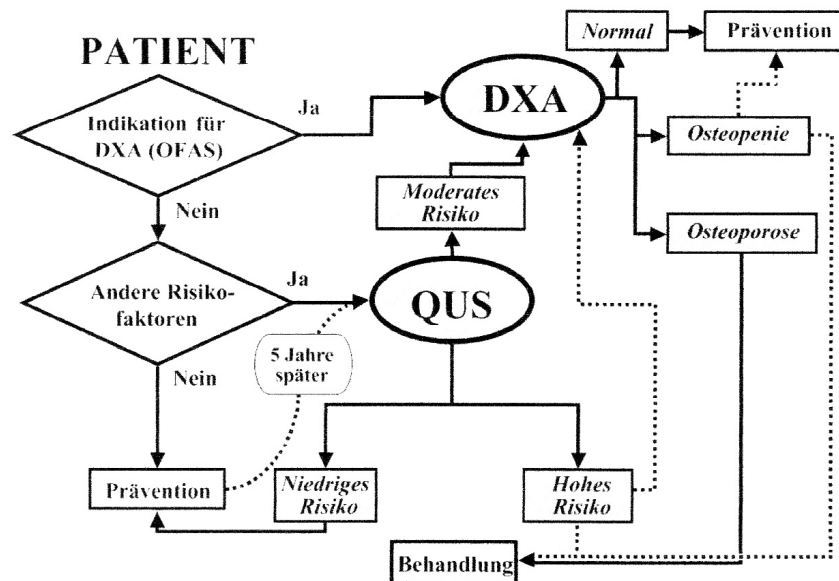 PATIENT
Normal
Prävention
Ja
DXA
Indikation für
DXA (OFAS)
Osteopenie
Moderates
Risiko
Nein
Osteoporose
Ja
Andere Risiko-
faktoren
QUS
5 Jahre
später
Nein
Prävention
Niedriges
Risiko
Hohes
Risiko
Behandlung